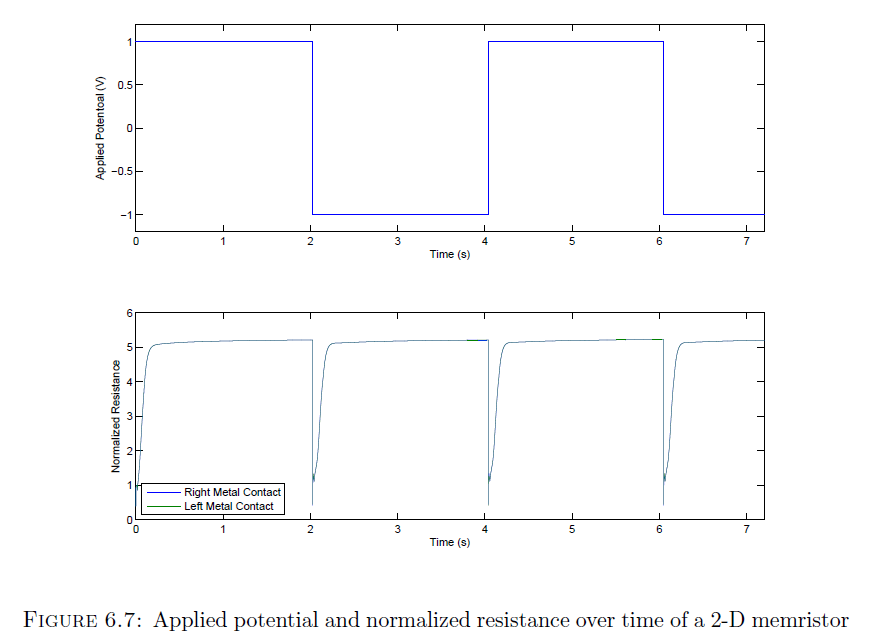 1
0.5
0
−0.5
−1
Applied Potentoal (V)
0 1 2 3 4 5 6 7
Time (s)
6
5
4
3
2
1
0
Normalized Resistance
Right Metal Contact
Left Metal Contact
0 1 2 3 4 5 6 7
Time (s)
FIGURE 6.7: Applied potential and normalized resistance over time of a 2-D memristor